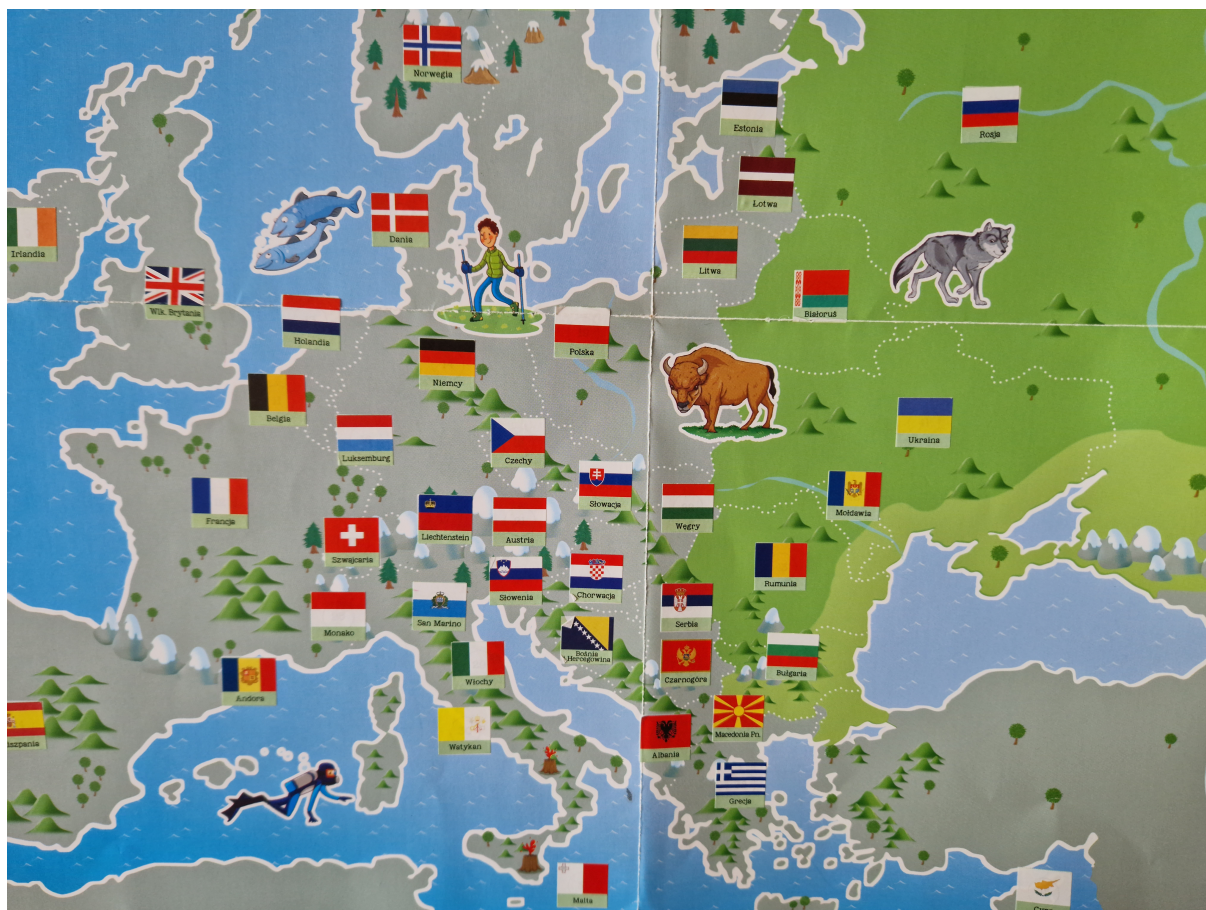 Norwegia
Estonia
Rosja
Łotwa
Irlandia
Dania
Litwa
Wlk. Brytania
Białoruś
Holandia
Polska
Niemcy
Belgia
Ukraina
Luksemburg
Czechy
Słowacja
Francja
Węgry
Mołdawia
Liechtenstein
Austria
Szwajcaria
Słowenia
Chorwacja
Rumunia
Monako
San Marino
Serbia
Bośnia
Hercegowina
Włochy
Czarnogóra
Bułgaria
Andora
iszpania
Watykan
Albania
Macedonia Pn.
Grecja
Malta